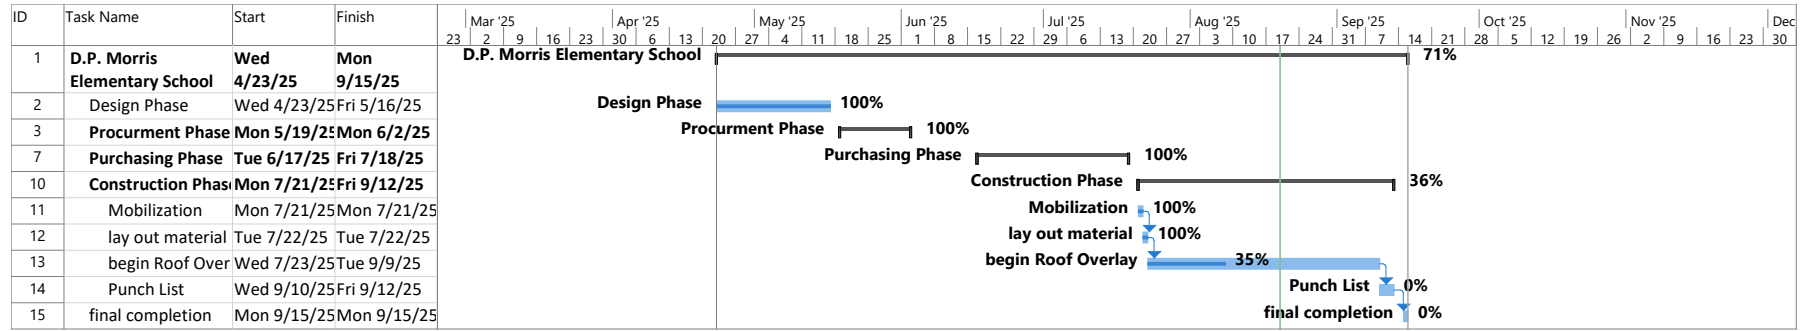 ID Task Name Start Finish Mar '25 Apr '25 May '25 Jun '25 Jul '25 Aug '25 Sep '25 Oct '25 Nov '25 Dec
23 2 9 16 23 30 6 13 20 27 4 11 18 25 1 8 15 22 29 6 13 20 27 3 10 17 24 31 7 14 21 28 5 12 19 26 2 9 16 23 30
1 D.P. Morris Wed Mon D.P. Morris Elementary School 71%
Elementary School 4/23/25 9/15/25
2 Design Phase Wed 4/23/25 Fri 5/16/25 Design Phase 100%
3 Procurment Phase Mon 5/19/25 Mon 6/2/25 Procurment Phase 100%
7 Purchasing Phase Tue 6/17/25 Fri 7/18/25 Purchasing Phase 100%
10 Construction Phase Mon 7/21/25 Fri 9/12/25 Construction Phase 36%
11 Mobilization Mon 7/21/25 Mon 7/21/25 Mobilization 100%
12 lay out material Tue 7/22/25 Tue 7/22/25 lay out material 100%
13 begin Roof Over Wed 7/23/25 Tue 9/9/25 begin Roof Overlay 35%
14 Punch List Wed 9/10/25 Fri 9/12/25 Punch List 0%
15 final completion Mon 9/15/25 Mon 9/15/25 final completion 0%